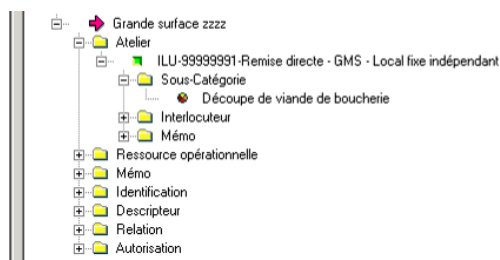 Grande surface zzzz
Atelier
ILU-99999991-Remise directe - GMS - Local fixe indépendant
Sous-Catégorie
Découpe de viande de boucherie
Interlocuteur
Mémo
Ressource opérationnelle
Mémo
Identification
Descripteur
Relation
Autorisation